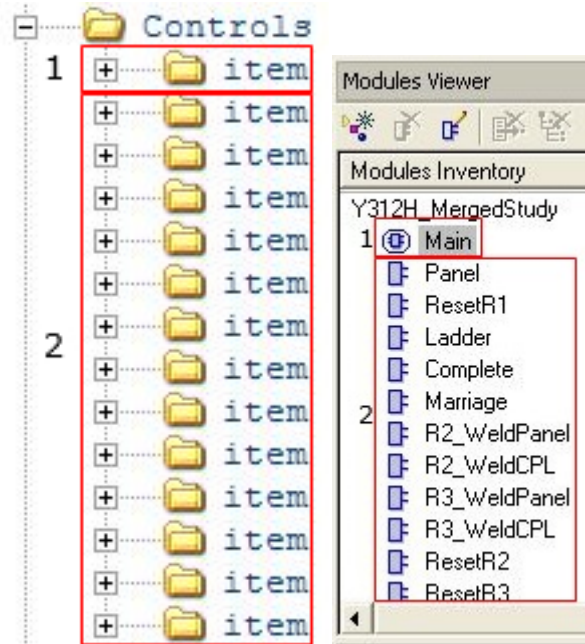 Controls
1 item
item
item
item
item
item
item
2
item
item
item
item
item
item
item
Modules Viewer
Modules Inventory
Y312H_MergedStudy
1 Main
Panel
ResetR1
Ladder
Complete
Marriage
2
R2_WeldPanel
R2_WeldCPL
R3_WeldPanel
R3_WeldCPL
ResetR2
ResetR3